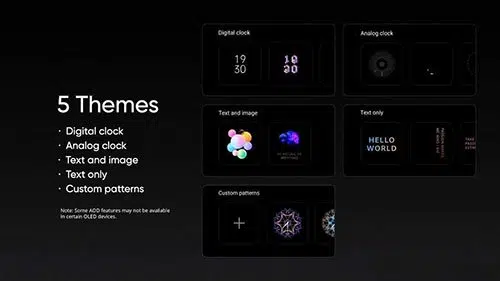 5 Themes
· Digital clock
· Analog clock
· Text and image
· Text only
· Custom patterns
Note: Some AOD features may not be available
in certain OLED devices.
Digital clock
19
30
10
30
Analog clock
Text and image
Text only
HELLO
WORLD
TAKE
Custom patterns